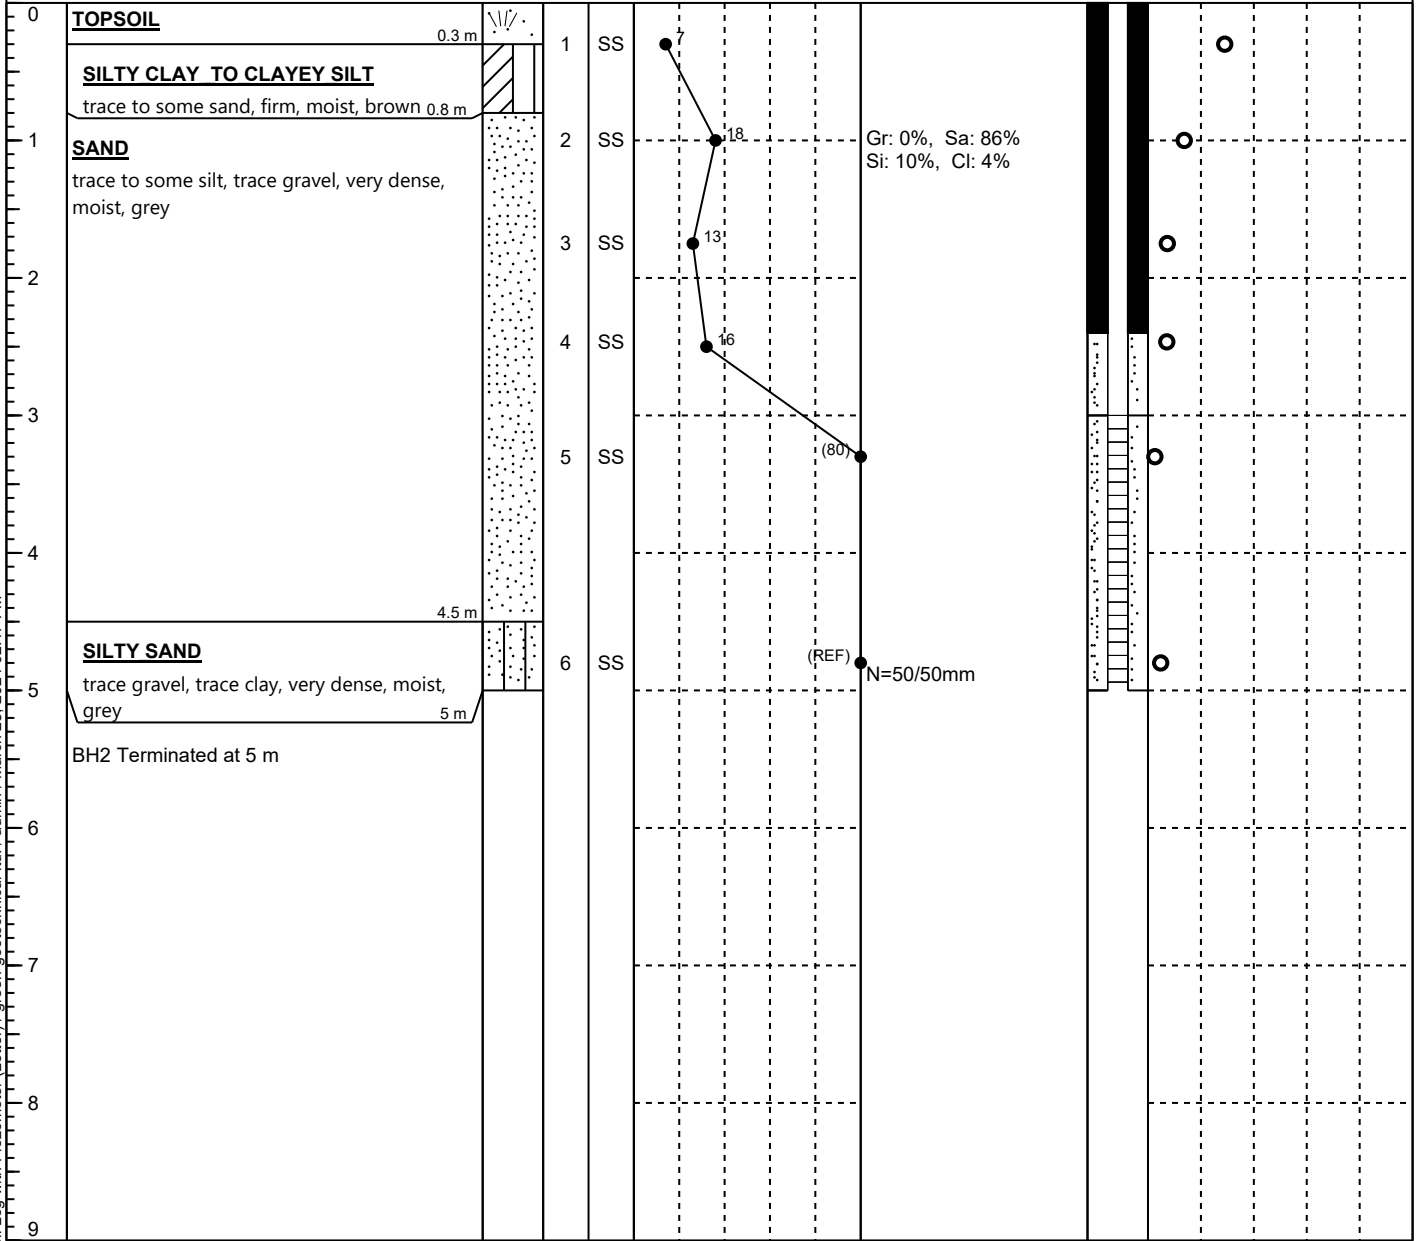 0
TOPSOIL
0.3 m
SILTY CLAY TO CLAYEY SILT
trace to some sand, firm, moist, brown 0.8 m
1
SAND
trace to some silt, trace gravel, very dense,
moist, grey
2
3
4
4.5 m
SILTY SAND
trace gravel, trace clay, very dense, moist,
grey
5 m
5
BH2 Terminated at 5 m
6
7
8
9
1 SS
2 SS
3 SS
4 SS
5 SS
6 SS
7
18
13
16
(80)
(REF)
N=50/50mm
Gr: 0%, Sa: 86%
Si: 10%, Cl: 4%